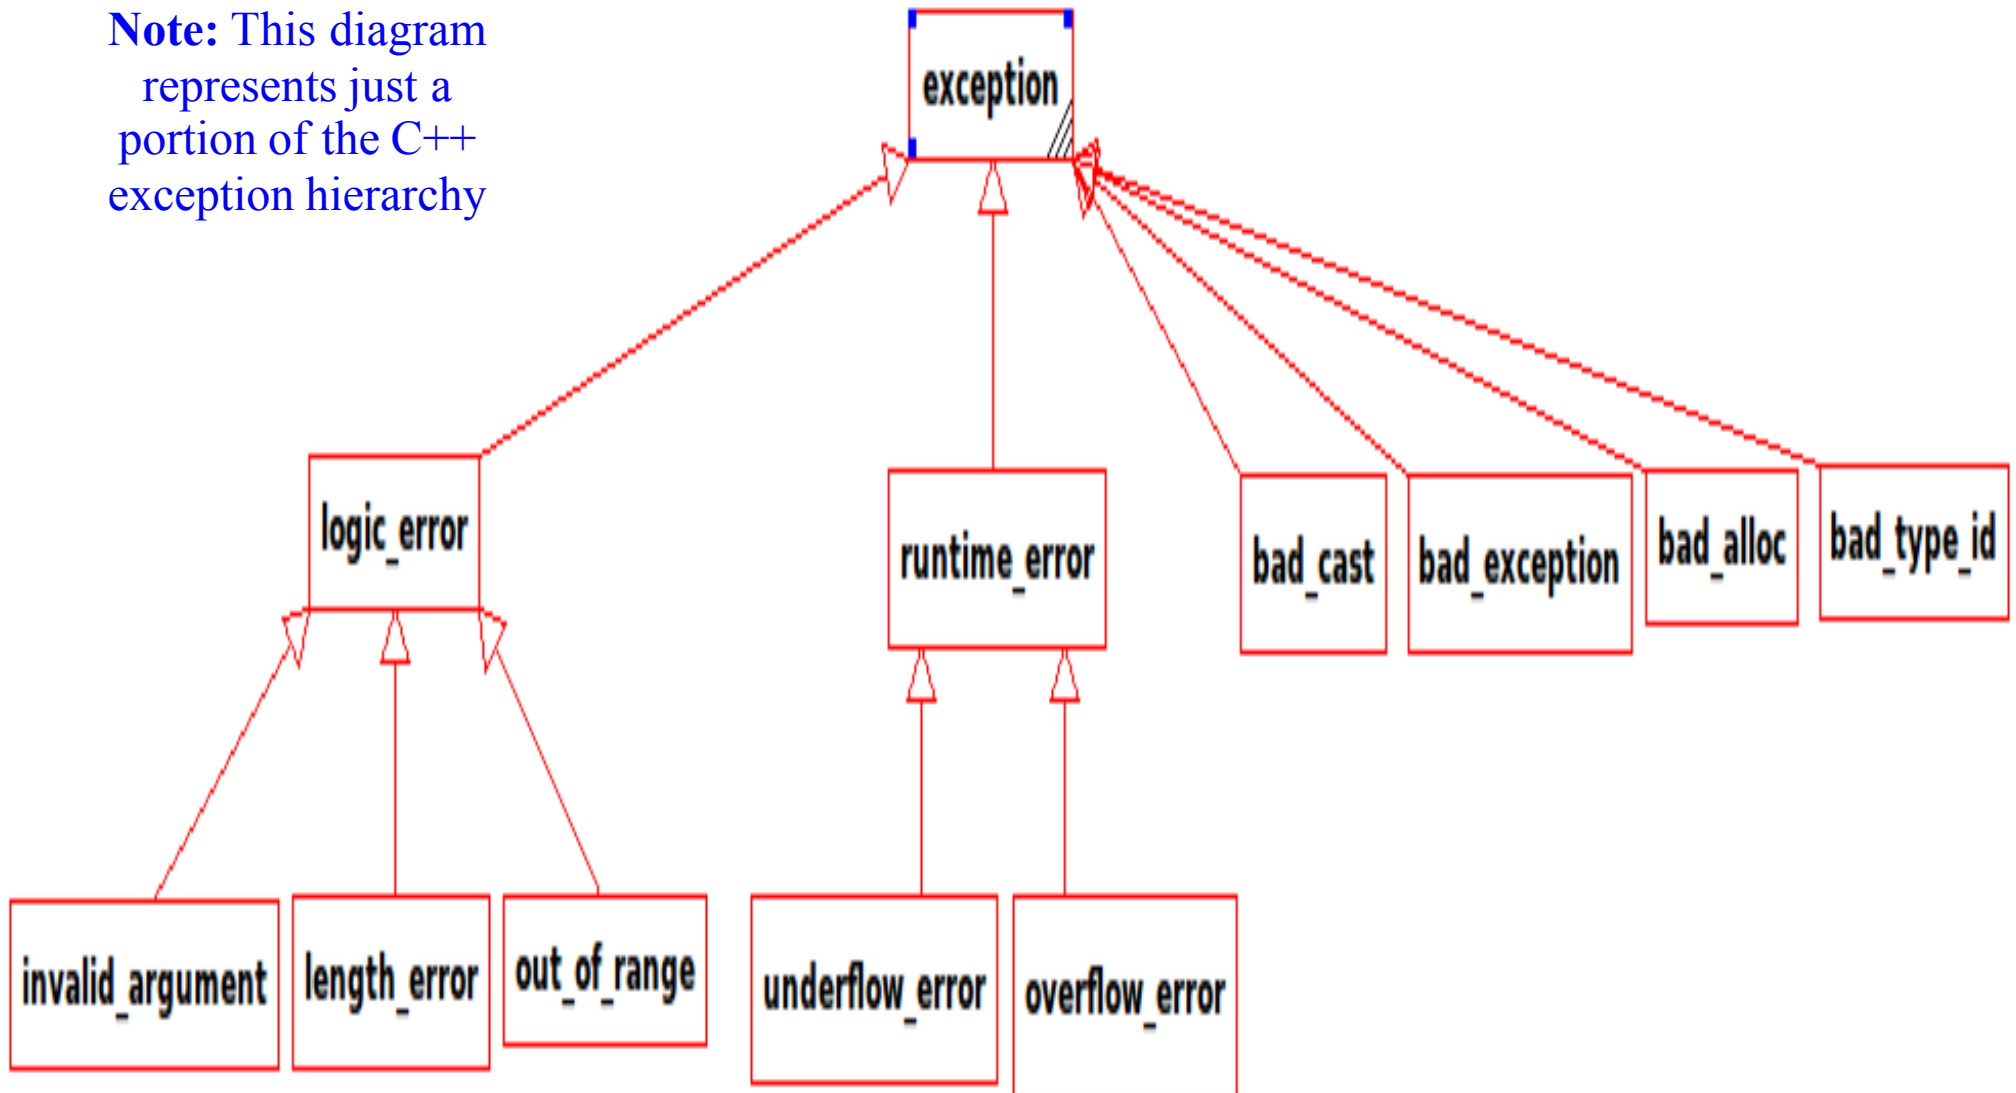 Note: This diagram
represents just a
portion of the C++
exception hierarchy
exception
logic_error
runtime_error
bad_cast
bad_exception
bad_alloc
bad_type_id
invalid_argument
length_error
out_of_range
underflow_error
overflow_error